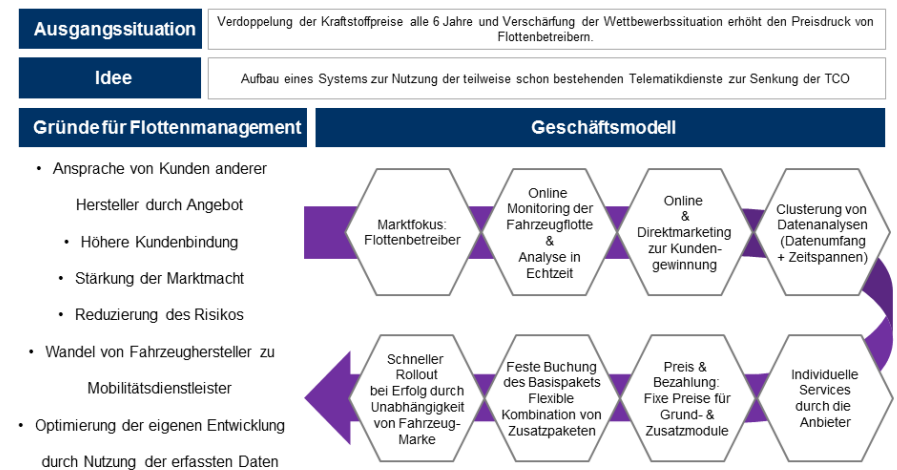 Ausgangssituation
Verdoppelung der Kraftstoffpreise alle 6 Jahre und Verschärfung der Wettbewerbssituation erhöht den Preisdruck von
Flottenbetreibern.
Idee
Aufbau eines Systems zur Nutzung der teilweise schon bestehenden Telematikdienste zur Senkung der TCO
Gründe für Flottenmanagement
• Ansprache von Kunden anderer
Hersteller durch Angebot
• Höhere Kundenbindung
• Stärkung der Marktmacht
• Reduzierung des Risikos
• Wandel von Fahrzeughersteller zu
Mobilitätsdienstleister
• Optimierung der eigenen Entwicklung
durch Nutzung der erfassten Daten
Geschäftsmodell
Marktfokus:
Flottenbetreiber
Online
Monitoring der
Fahrzeugflotte
&
Analyse in
Echtzeit
Online
&
Direktmarketing
zur Kunden-
gewinnung
Clusterung von
Datenanalysen
(Datenumfang
+ Zeitspannen)
Individuelle
Services
durch die
Anbieter
Preis &
Bezahlung:
Fixe Preise für
Grund- &
Zusatzmodule
Feste Buchung
des Basispakets
Flexible
Kombination von
Zusatzpaketen
Schneller
Rollout
bei Erfolg durch
Unabhängigkeit
von Fahrzeug-
Marke